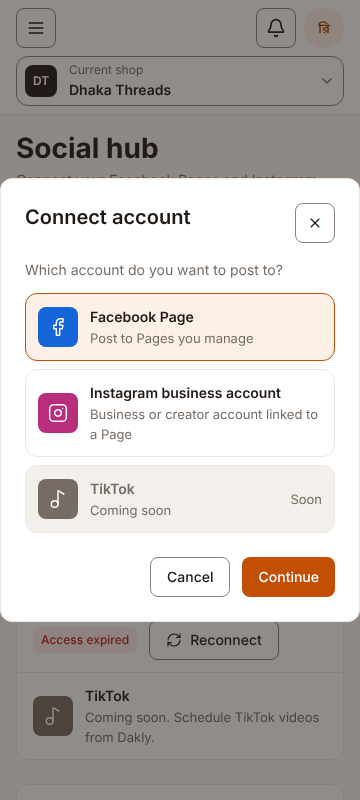 রি
DT
Current shop
Dhaka Threads
Social hub
Connect account
Which account do you want to post to?
Facebook Page
Post to Pages you manage
Instagram business account
Business or creator account linked to
a Page
TikTok
Coming soon
Soon
Cancel
Continue
Access expired
Reconnect
TikTok
Coming soon. Schedule TikTok videos
from Dakly.